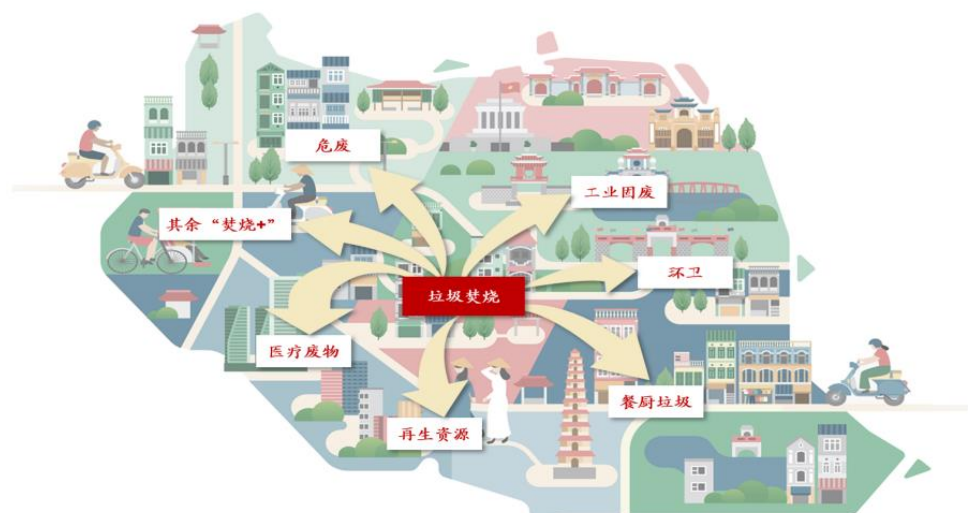 危废
工业固废
其余“焚烧+”
环卫
垃圾焚烧
医疗废物
餐厨垃圾
再生资源